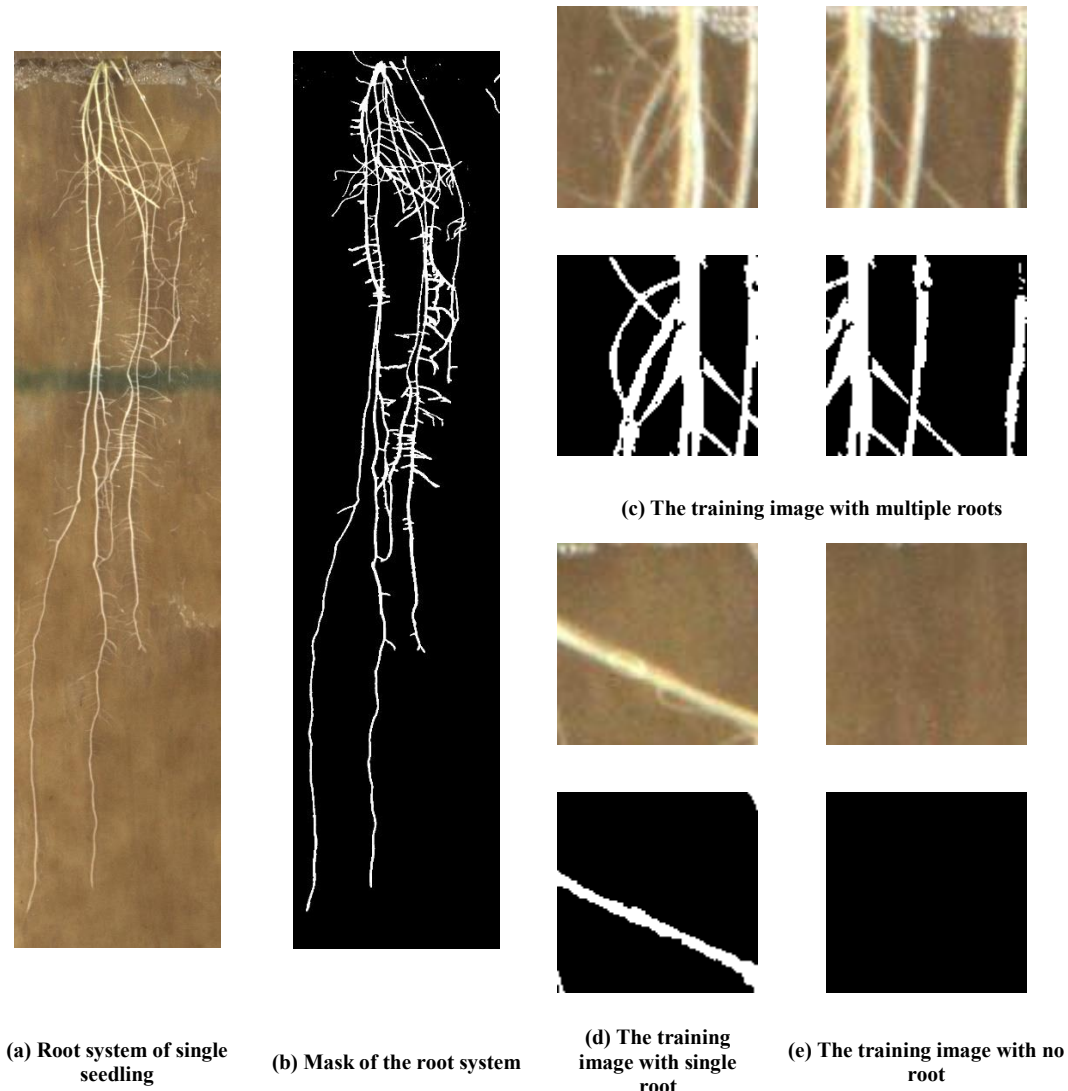 (c) The training image with multiple roots
(a) Root system of single
seedling
(b) Mask of the root system
(d) The training
image with single
root
(e) The training image with no
root